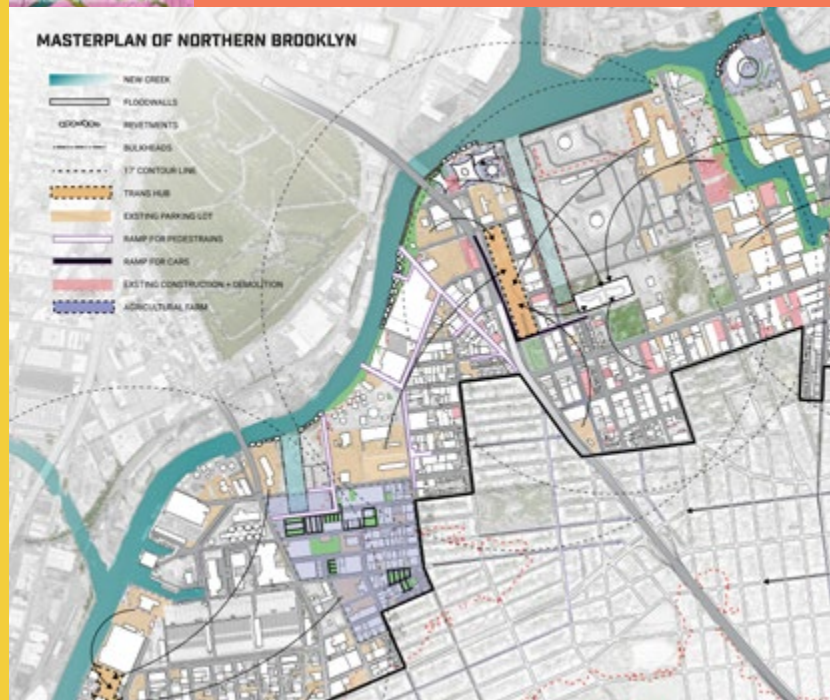 MASTERPLAN OF NORTHERN BROOKLYN
NEW CREEK
FLOODWALLS
REVETMENTS
BULKHEADS
17' CONTOUR LINE
TRANS HUB
EXISTING PARKING LOT
RAMP FOR PEDESTRAINS
RAMP FOR CARS
EXISTING CONSTRUCTION + DEMOLITION
AGRICULTURAL FARM